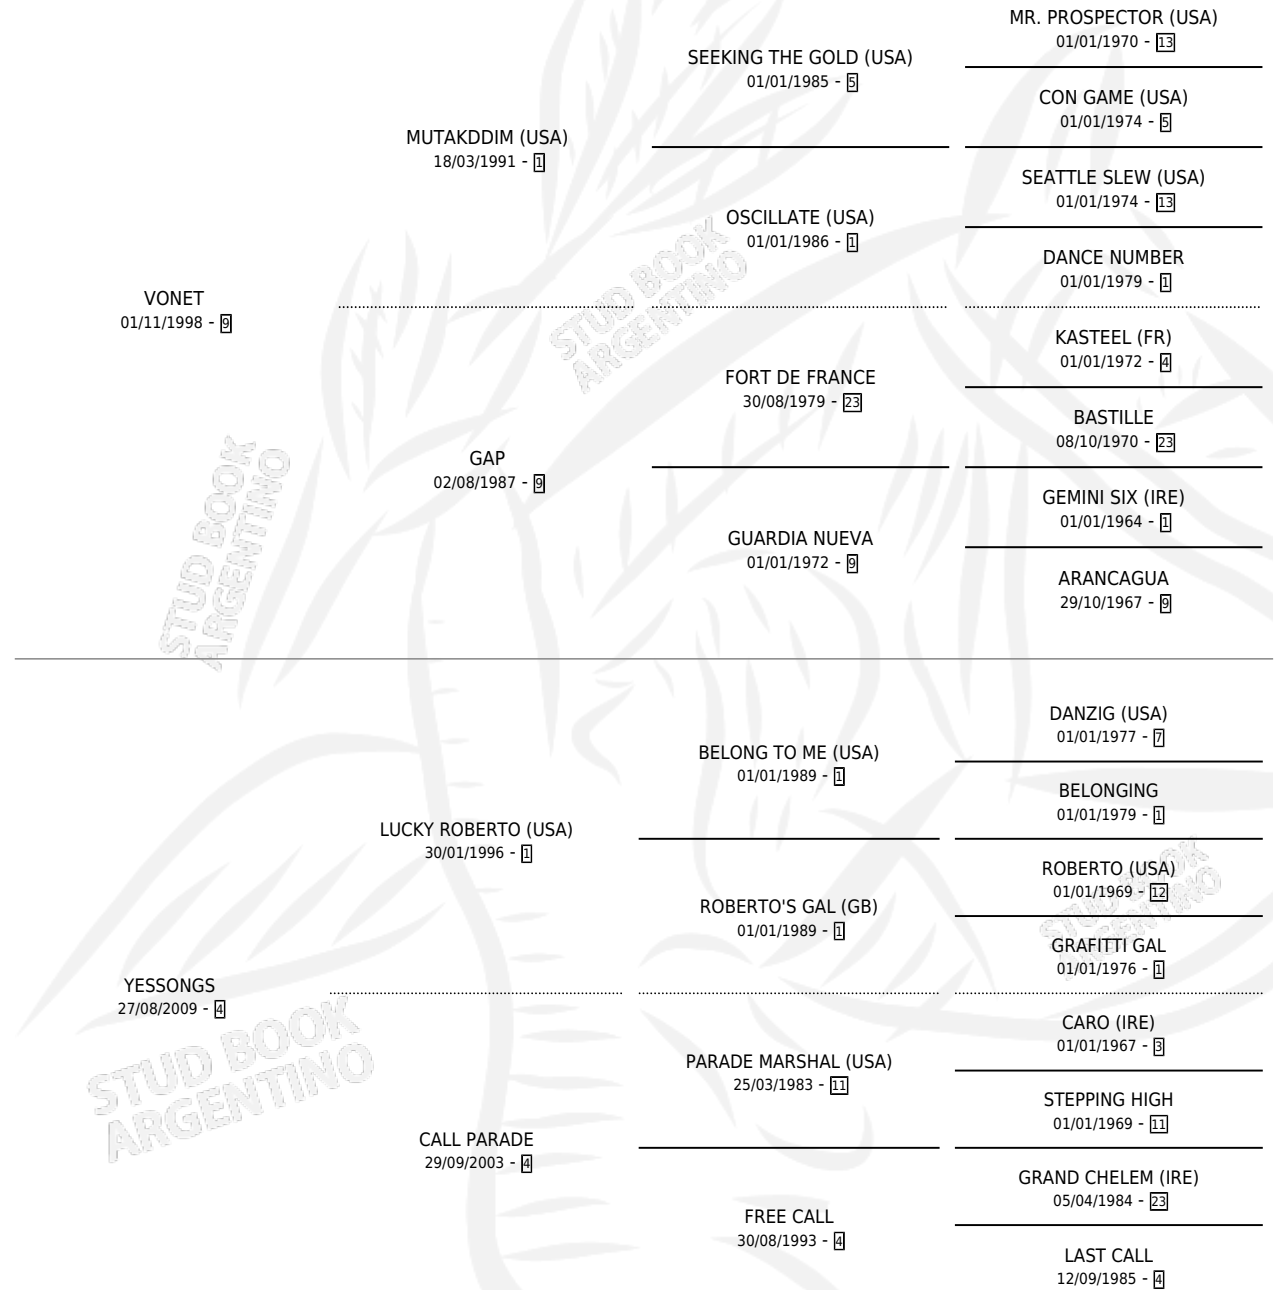 MR. PROSPECTOR (USA)
01/01/1970 - 13
SEEKING THE GOLD (USA)
01/01/1985 - 5
CON GAME (USA)
01/01/1974 - 5
MUTAKDDIM (USA)
18/03/1991 - 1
SEATTLE SLEW (USA)
01/01/1974 - 13
OSCILLATE (USA)
01/01/1986 - 1
DANCE NUMBER
01/01/1979 - 1
VONET
01/11/1998 - 9
KASTEEL (FR)
01/01/1972 - 4
FORT DE FRANCE
30/08/1979 - 23
BASTILLE
08/10/1970 - 23
GAP
02/08/1987 - 9
GEMINI SIX (IRE)
01/01/1964 - 1
GUARDIA NUEVA
01/01/1972 - 9
ARANCAGUA
29/10/1967 - 9
STUD BOOK
ARGENTINO
STUD BOOK
ARGENTINO
DANZIG (USA)
01/01/1977 - 7
BELONG TO ME (USA)
01/01/1989 - 1
BELONGING
01/01/1979 - 1
LUCKY ROBERTO (USA)
30/01/1996 - 1
ROBERTO (USA)
01/01/1969 - 12
ROBERTO'S GAL (GB)
01/01/1989 - 1
GRAFITTI GAL
01/01/1976 - 1
YESSONGS
27/08/2009 - 4
CARO (IRE)
01/01/1967 - 3
PARADE MARSHAL (USA)
25/03/1983 - 11
STEPPING HIGH
01/01/1969 - 11
CALL PARADE
29/09/2003 - 4
GRAND CHELEM (IRE)
05/04/1984 - 23
FREE CALL
30/08/1993 - 4
LAST CALL
12/09/1985 - 4
STUD BOOK
ARGENTINO
STUD BOOK
ARGENTINO